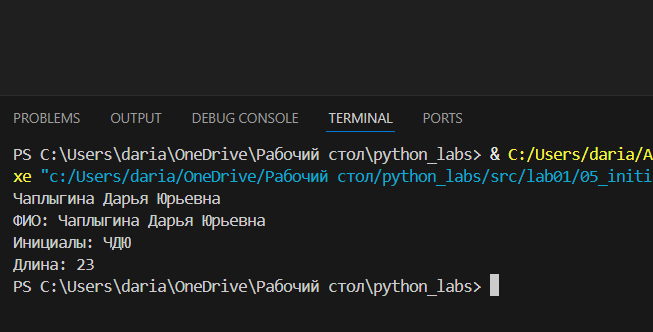 PROBLEMS OUTPUT DEBUG CONSOLE TERMINAL PORTS
PS C:\Users\daria\OneDrive\Рабочий стол\python_labs> & C:/Users/daria/A
xe "c:/Users/daria/OneDrive/Рабочий стол/python_labs/src/lab01/05_initi
Чаплыгина Дарья Юрьевна
ФИО: Чаплыгина Дарья Юрьевна
Инициалы: ЧДЮ
Длина: 23
PS C:\Users\daria\OneDrive\Рабочий стол\python_labs>